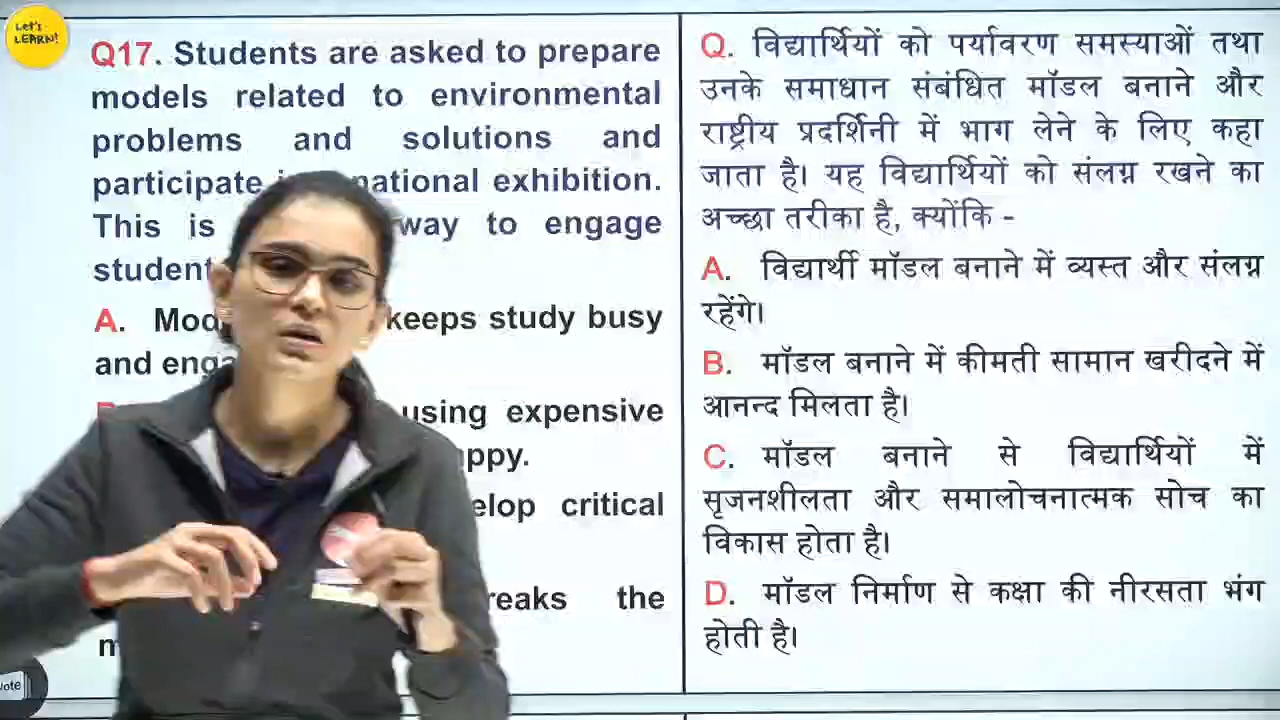 Let's
LEARN!
Q17. Students are asked to prepare
models related to environmental
problems and solutions and
participate national exhibition.
This is way to engage
student
A. Mod keeps study busy
and enga
using expensive
ppy.
elop critical
reaks the
m
ote
Q. विद्यार्थियों को पर्यावरण समस्याओं तथा
उनके समाधान संबंधित मॉडल बनाने और
राष्ट्रीय प्रदर्शिनी में भाग लेने के लिए कहा
जाता है। यह विद्यार्थियों को संलग्न रखने का
अच्छा तरीका है, क्योंकि -
A. विद्यार्थी मॉडल बनाने में व्यस्त और संलग्न
रहेंगे।
B. मॉडल बनाने में कीमती सामान खरीदने में
आनन्द मिलता है।
C. मॉडल बनाने से विद्यार्थियों में
सृजनशीलता और समालोचनात्मक सोच का
विकास होता है।
D. मॉडल निर्माण से कक्षा की नीरसता भंग
होती है।